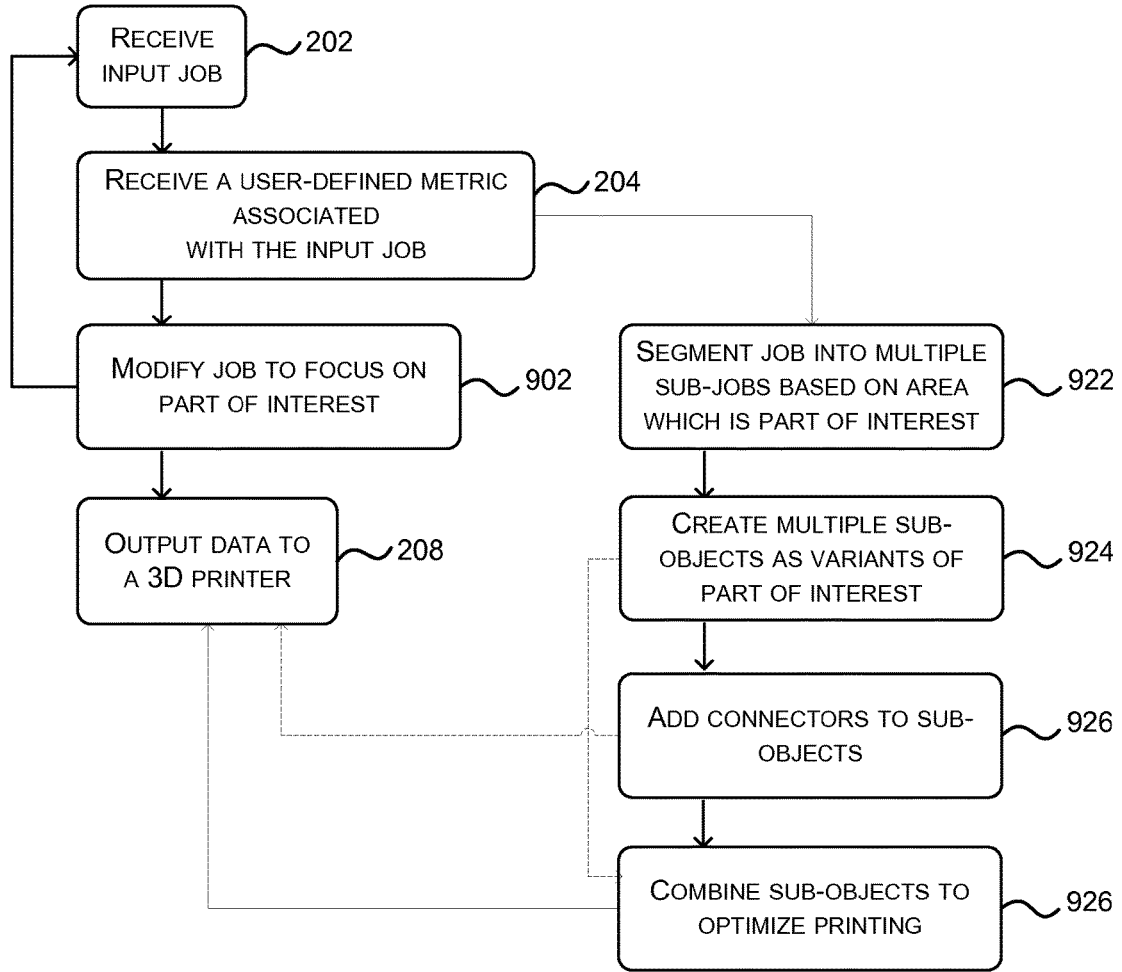 RECEIVE
INPUT JOB
202
RECEIVE A USER-DEFINED METRIC
ASSOCIATED
WITH THE INPUT JOB
204
MODIFY JOB TO FOCUS ON
PART OF INTEREST
902
OUTPUT DATA TO
A 3D PRINTER
208
SEGMENT JOB INTO MULTIPLE
SUB-JOBS BASED ON AREA
WHICH IS PART OF INTEREST
922
CREATE MULTIPLE SUB-
OBJECTS AS VARIANTS OF
PART OF INTEREST
924
ADD CONNECTORS TO SUB-
OBJECTS
926
COMBINE SUB-OBJECTS TO
OPTIMIZE PRINTING
926